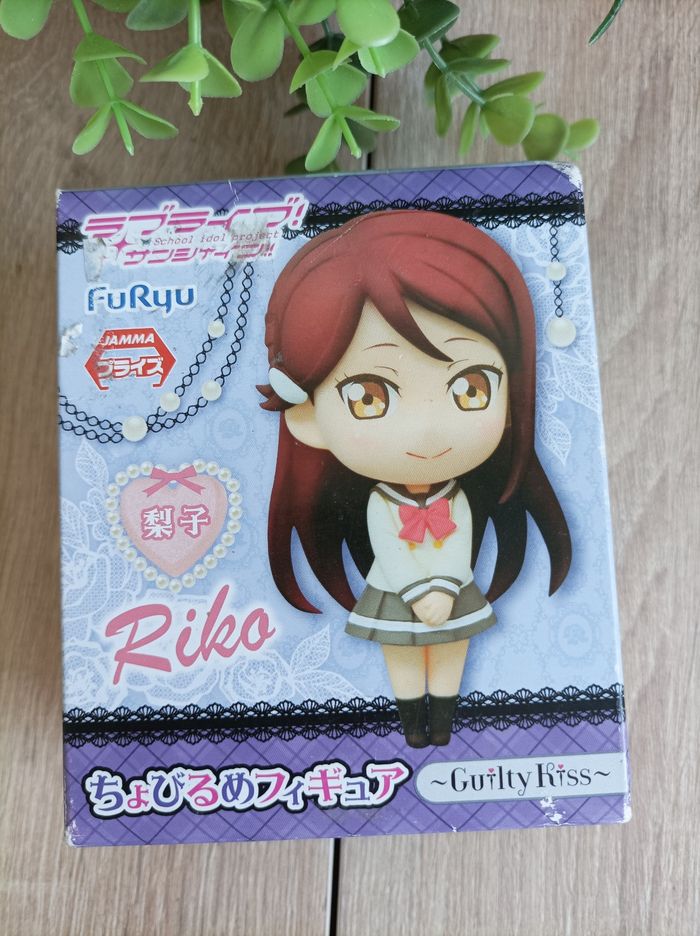 ラブライブ!
School idol project
サンシャイン!!
FuRyu
JAMMA
プライズ
梨子
Riko
ちょびるめフィギュア
~Guilty Kiss~